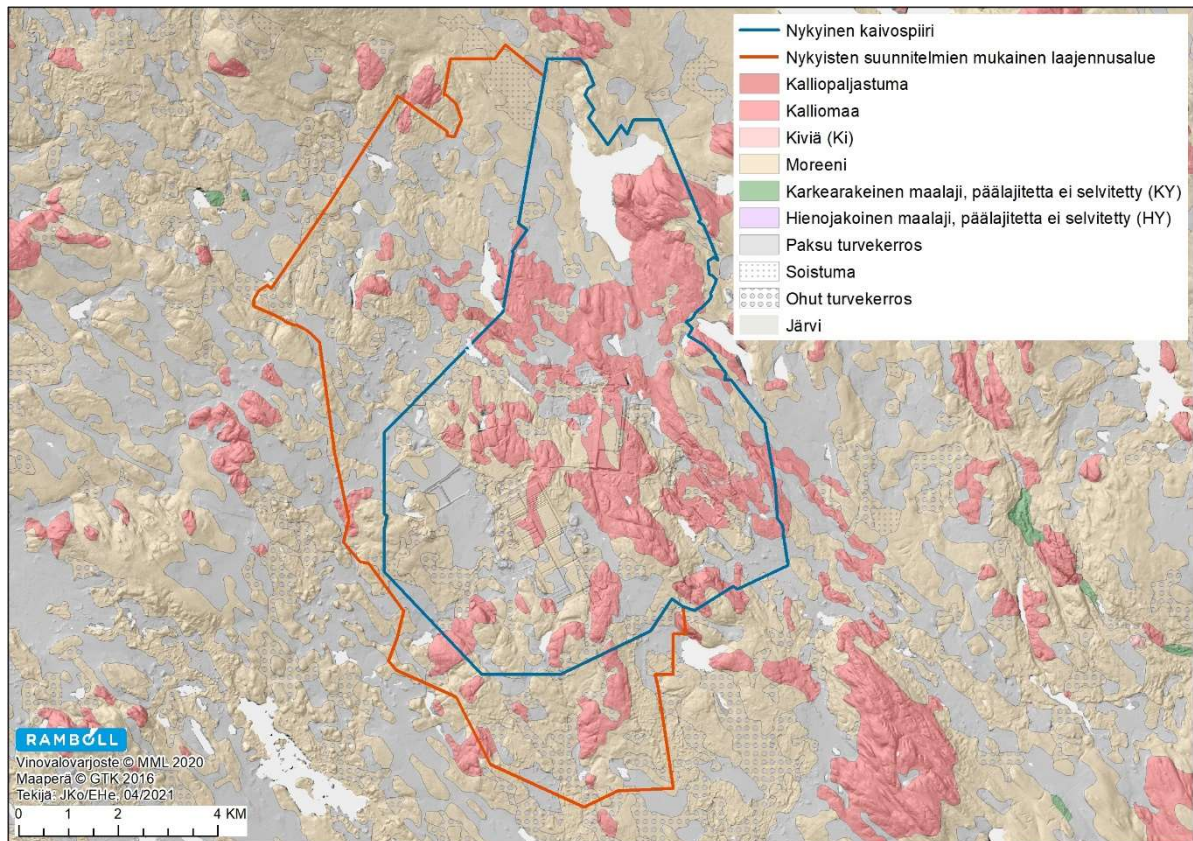 Nykyinen kaivospiiri
Nykyisten suunnitelmien mukainen laajennusalue
Kalliopaljastuma
Kalliomaa
Kiviä (Ki)
Moreeni
Karkearakeinen maalaji, päälajitetta ei selvitetty (KY)
Hienojakoinen maalaji, päälajitetta ei selvitetty (HY)
Paksu turvekerros
Soistuma
Ohut turvekerros
Järvi
RAMBOLL
Vinovalovarjoste © MML 2020
Maaperä © GTK 2016
Tekijä: JKo/EHe, 04/2021
0 1 2 4 KM